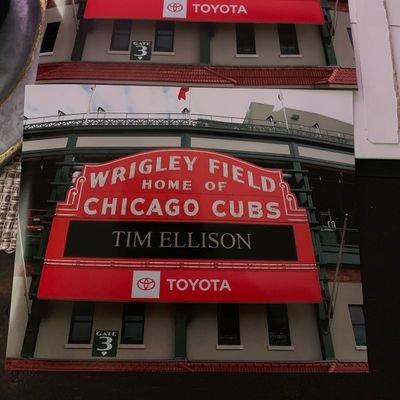 TOYOTA
GATE
3
WRIGLEY FIELD
HOME OF
CHICAGO CUBS
TIM ELLISON
TOYOTA
GATE
3